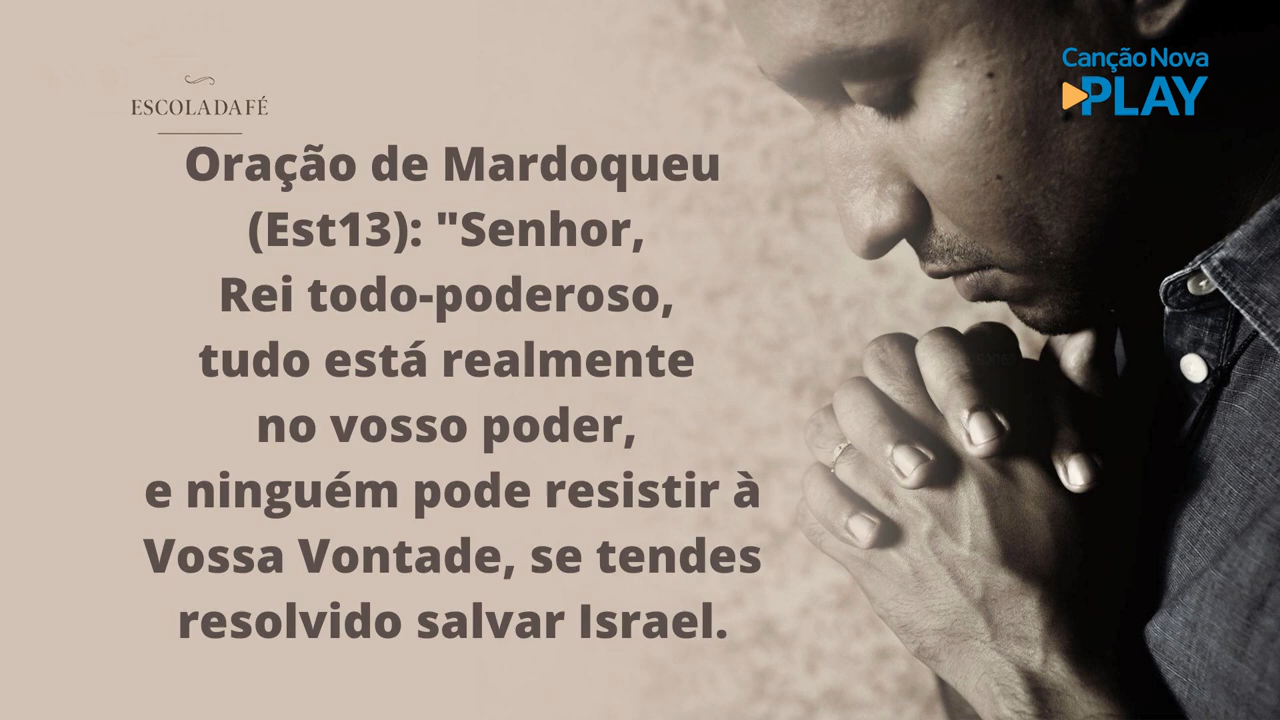 ESCOLADAFÉ
Canção Nova
PLAY
Oração de Mardoqueu
(Est13): "Senhor,
Rei todo-poderoso,
tudo está realmente
no vosso poder,
e ninguém pode resistir à
Vossa Vontade, se tendes
resolvido salvar Israel.